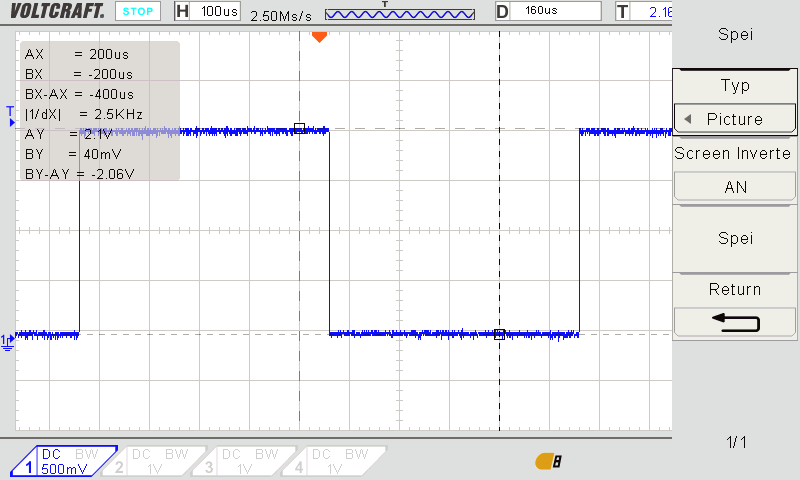 VOLTCRAFT. STOP H 100us 2.50Ms/s T D 160us T 2.16
Spei
AX = 200us
BX = -200us
BX-AX = -400us
|1/dX| = 2.5KHz
AY = 2.1V
BY = 40mV
BY-AY = -2.06V
T
1
Typ
Picture
Screen Inverte
AN
Spei
Return
1/1
1 DC BW 500mV
2 DC BW 1V
3 DC BW 1V
4 DC BW 1V
B